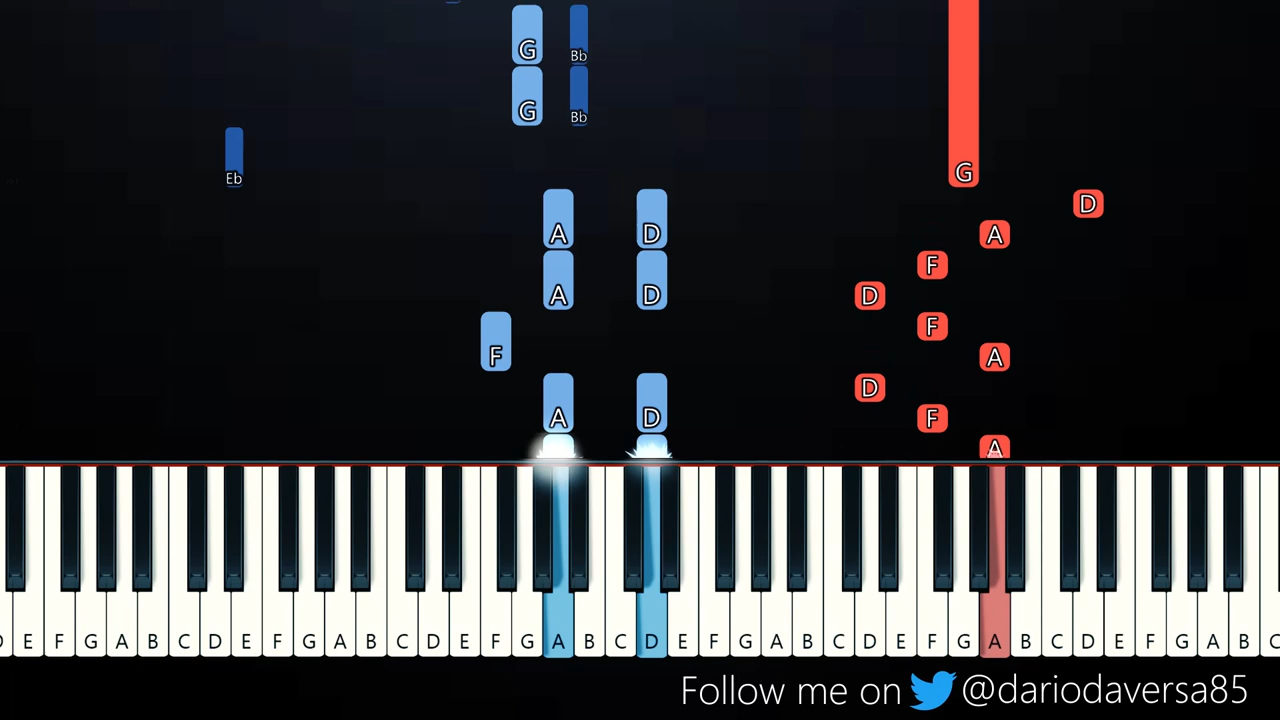 G Bb
G Bb
Eb G
D
A D A
F
A D D
F
F A
D
A D F
A
D E F G A B C D E F G A B C D E F G A B C D E F G A B C D E F G A B C D E F G A B C
Follow me on @dariodaversa85